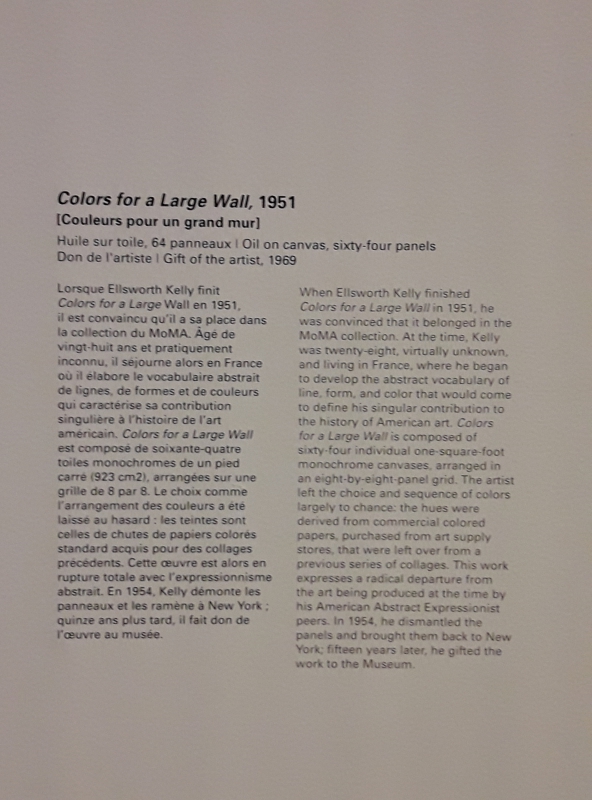 Colors for a Large Wall, 1951
[Couleurs pour un grand mur]
Huile sur toile, 64 panneaux | Oil on canvas, sixty-four panels
Don de l'artiste | Gift of the artist, 1969
Lorsque Ellsworth Kelly finit
Colors for a Large Wall en 1951,
il est convaincu qu'il a sa place dans
la collection du MoMA. Âgé de
vingt-huit ans et pratiquement
inconnu, il séjourne alors en France
où il élabore le vocabulaire abstrait
de lignes, de formes et de couleurs
qui caractérise sa contribution
singulière à l'histoire de l'art
américain. Colors for a Large Wall
est composé de soixante-quatre
toiles monochromes de un pied
carré (923 cm2), arrangées sur une
grille de 8 par 8. Le choix comme
l'arrangement des couleurs a été
laissé au hasard : les teintes sont
celles de chutes de papiers colorés
standard acquis pour des collages
précédents. Cette œuvre est alors en
rupture totale avec l'expressionnisme
abstrait. En 1954, Kelly démonte les
panneaux et les ramène à New York ;
quinze ans plus tard, il fait don de
l'œuvre au musée.
When Ellsworth Kelly finished
Colors for a Large Wall in 1951, he
was convinced that it belonged in the
MoMA collection. At the time, Kelly
was twenty-eight, virtually unknown,
and living in France, where he began
to develop the abstract vocabulary of
line, form, and color that would come
to define his singular contribution to
the history of American art. Colors
for a Large Wall is composed of
sixty-four individual one-square-foot
monochrome canvases, arranged in
an eight-by-eight-panel grid. The artist
left the choice and sequence of colors
largely to chance: the hues were
derived from commercial colored
papers, purchased from art supply
stores, that were left over from a
previous series of collages. This work
expresses a radical departure from
the art being produced at the time by
his American Abstract Expressionist
peers. In 1954, he dismantled the
panels and brought them back to New
York; fifteen years later, he gifted the
work to the Museum.